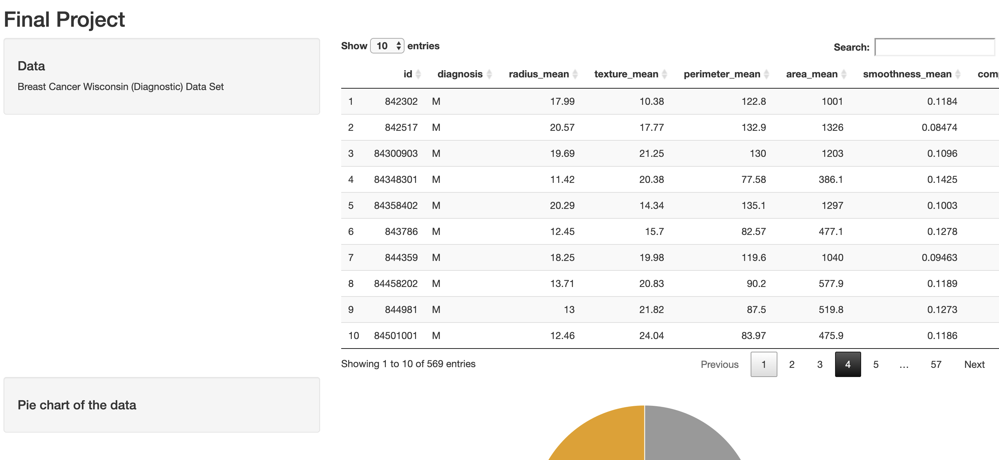 Final Project
Data
Breast Cancer Wisconsin (Diagnostic) Data Set
Show 10 entries
Search:
id diagnosis radius_mean texture_mean perimeter_mean area_mean smoothness_mean com
1 842302 M 17.99 10.38 122.8 1001 0.1184
2 842517 M 20.57 17.77 132.9 1326 0.08474
3 84300903 M 19.69 21.25 130 1203 0.1096
4 84348301 M 11.42 20.38 77.58 386.1 0.1425
5 84358402 M 20.29 14.34 135.1 1297 0.1003
6 843786 M 12.45 15.7 82.57 477.1 0.1278
7 844359 M 18.25 19.98 119.6 1040 0.09463
8 84458202 M 13.71 20.83 90.2 577.9 0.1189
9 844981 M 13 21.82 87.5 519.8 0.1273
10 84501001 M 12.46 24.04 83.97 475.9 0.1186
Showing 1 to 10 of 569 entries
Previous 1 2 3 4 5 … 57 Next
Pie chart of the data